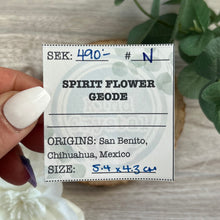 SEK: 490:- # N
SPIRIT FLOWER
GEODE
ORIGINS: San Benito,
Chihuahua, Mexico
SIZE: 5.4 x 4.3 cm